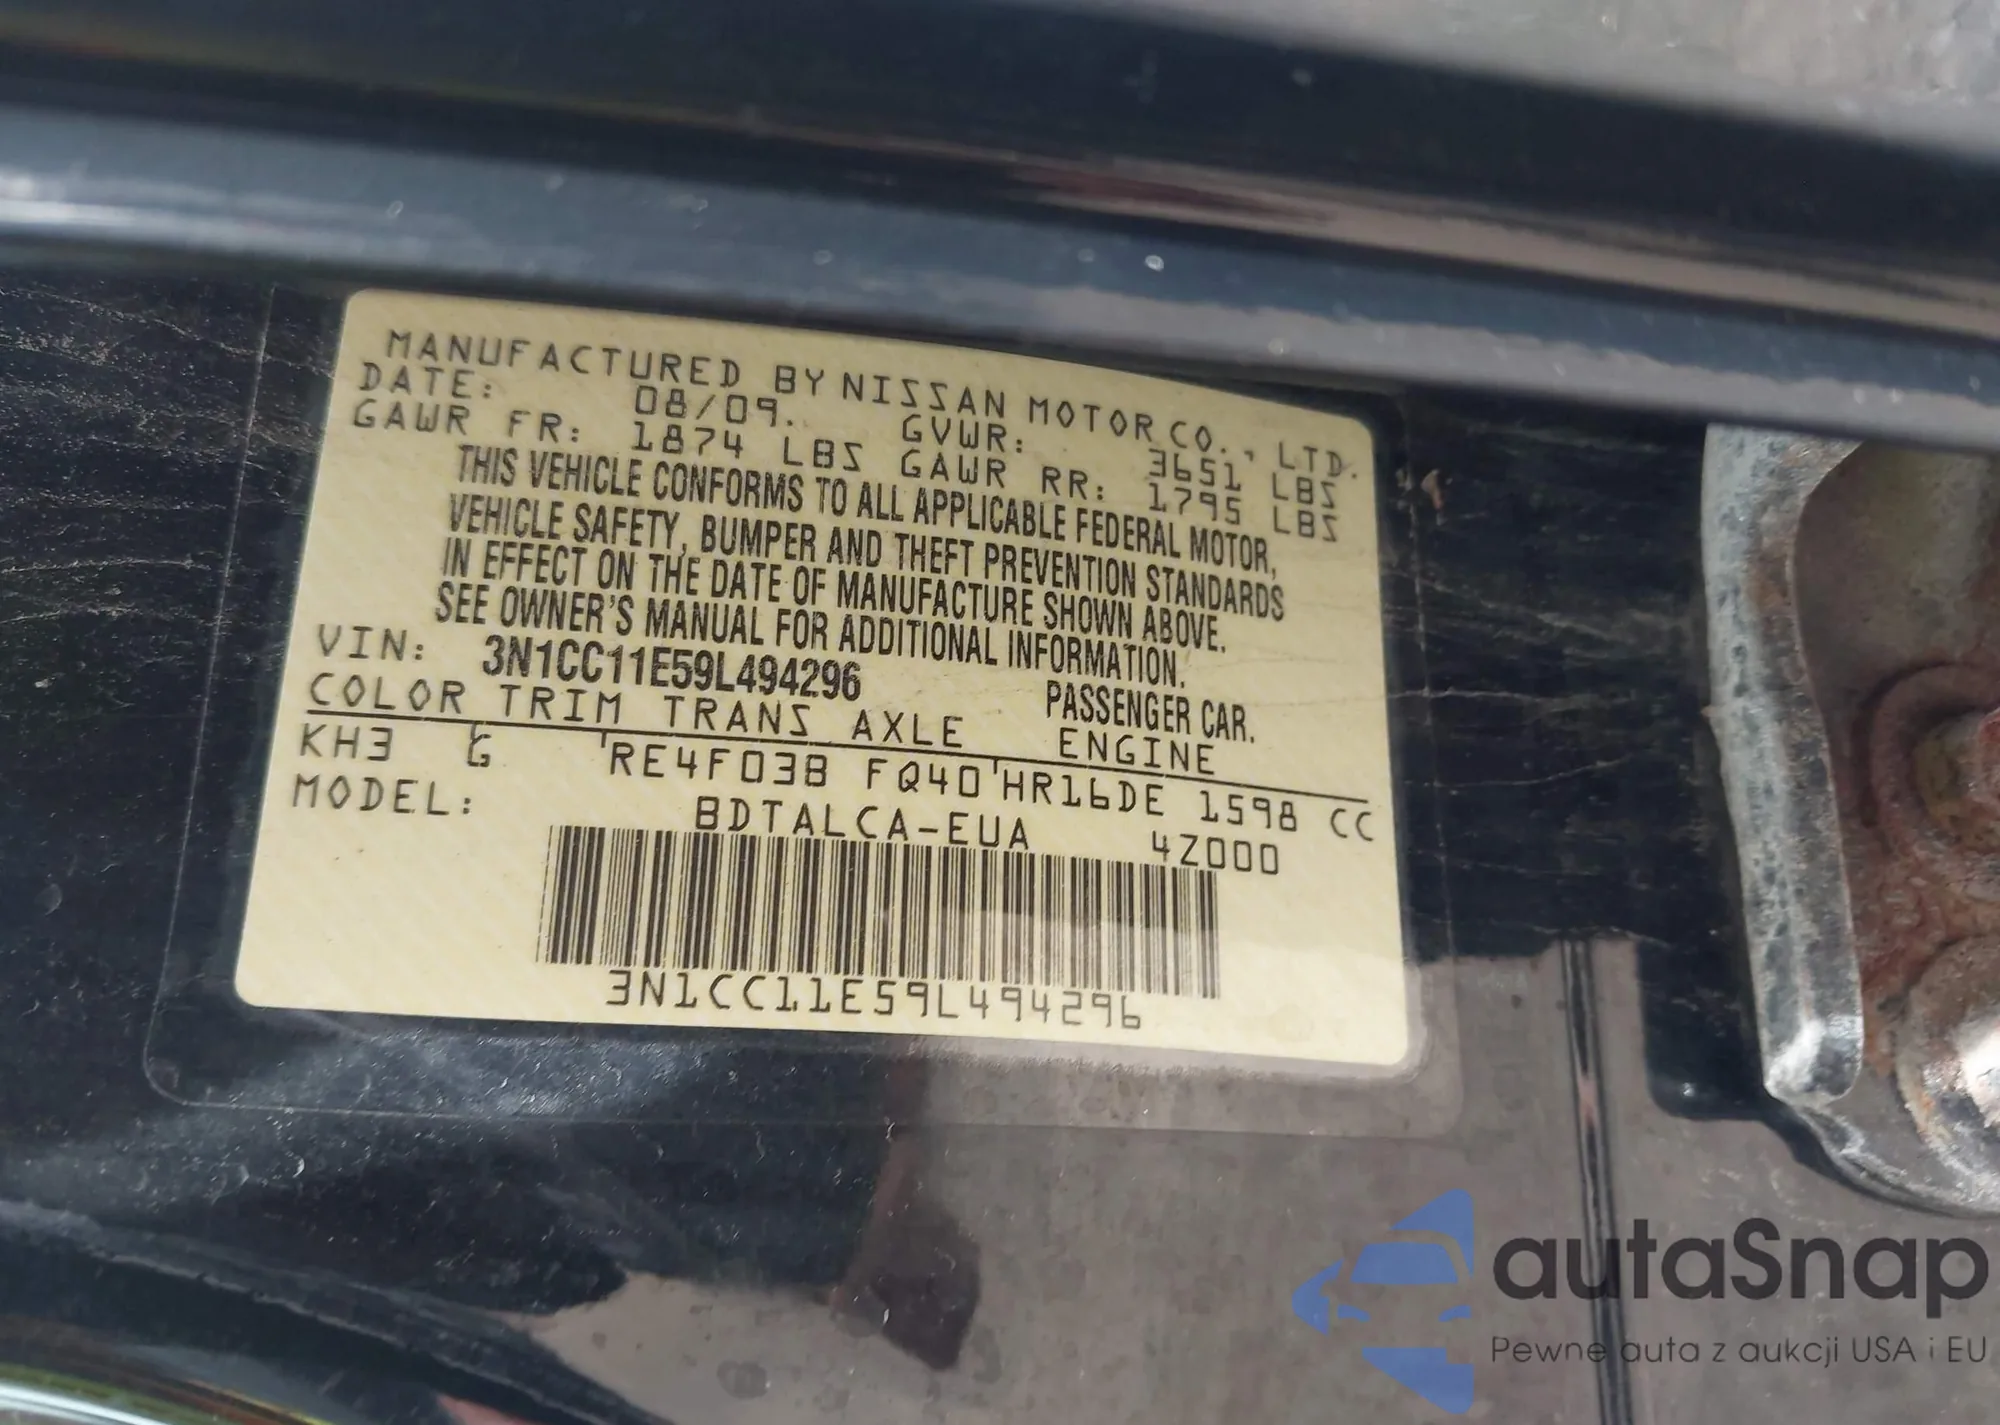 MANUFACTURED BY NISSAN MOTOR CO., LTD.
DATE: 08/09. GVWR: 3651 LBS
GAWR FR: 1874 LBS GAWR RR: 1795 LBS
THIS VEHICLE CONFORMS TO ALL APPLICABLE FEDERAL MOTOR,
VEHICLE SAFETY, BUMPER AND THEFT PREVENTION STANDARDS
IN EFFECT ON THE DATE OF MANUFACTURE SHOWN ABOVE.
SEE OWNER'S MANUAL FOR ADDITIONAL INFORMATION.
VIN: 3N1CC11E59L494296 PASSENGER CAR.
COLOR TRIM TRANS AXLE ENGINE
KH3 G RE4F03B FQ40 HR16DE 1598 CC
MODEL: BDTALCA-EUA 4Z000
3N1CC11E59L494296
autaSnap
Pewne auta z aukcji USA i EU